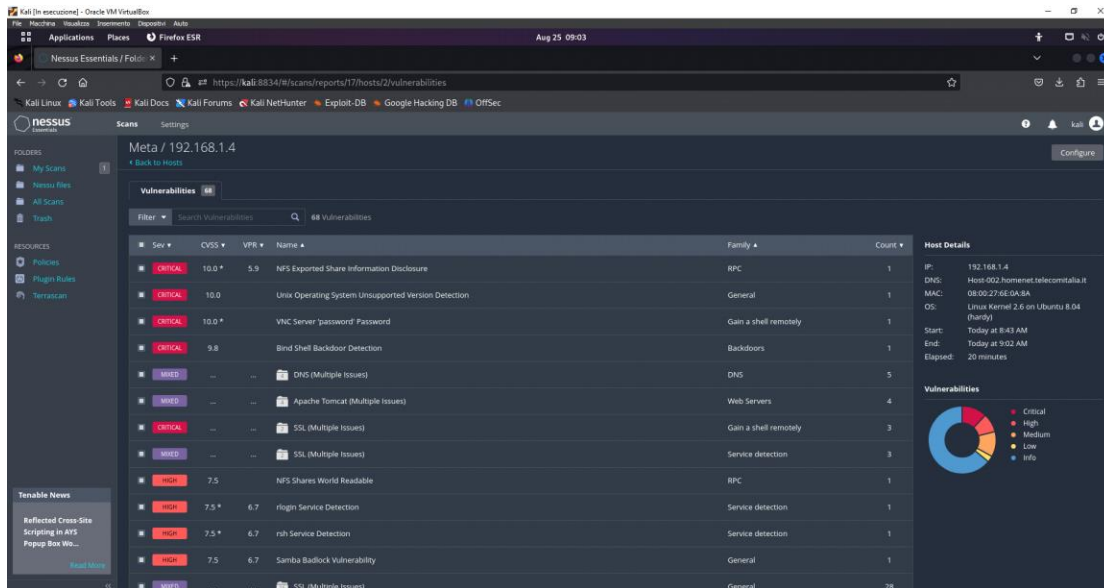 Kali [In esecuzione] - Oracle VM VirtualBox
File Macchina Visualizza Inserimento Dispositivi Aiuto
Applications Places Firefox ESR Aug 25 09:03
Nessus Essentials / Folde
https://kali:8834/#/scans/reports/17/hosts/2/vulnerabilities
Kali Linux Kali Tools Kali Docs Kali Forums Kali NetHunter Exploit-DB Google Hacking DB OffSec
nessus Essentials Scans Settings kali
FOLDERS
My Scans 1
Nessu files
All Scans
Trash
RESOURCES
Policies
Plugin Rules
Terrascan
Tenable News
Reflected Cross-Site
Scripting in AYS
Popup Box Wo...
Read More
Meta / 192.168.1.4
Back to Hosts
Configure
Vulnerabilities 68
Filter Search Vulnerabilities 68 Vulnerabilities
Sev CVSS VPR Name Family Count
CRITICAL 10.0 * 5.9 NFS Exported Share Information Disclosure RPC 1
CRITICAL 10.0 Unix Operating System Unsupported Version Detection General 1
CRITICAL 10.0 * VNC Server 'password' Password Gain a shell remotely 1
CRITICAL 9.8 Bind Shell Backdoor Detection Backdoors 1
MIXED ... ... DNS (Multiple Issues) DNS 5
MIXED ... ... Apache Tomcat (Multiple Issues) Web Servers 4
CRITICAL ... ... SSL (Multiple Issues) Gain a shell remotely 3
MIXED ... ... SSL (Multiple Issues) Service detection 3
HIGH 7.5 NFS Shares World Readable RPC 1
HIGH 7.5 * 6.7 rlogin Service Detection Service detection 1
HIGH 7.5 * 6.7 rsh Service Detection Service detection 1
HIGH 7.5 6.7 Samba Badlock Vulnerability General 1
MIXED ... ... SSL (Multiple Issues) General 28
Host Details
IP: 192.168.1.4
DNS: Host-002.homenet.telecomitalia.it
MAC: 08:00:27:6E:0A:8A
OS: Linux Kernel 2.6 on Ubuntu 8.04
(hardy)
Start: Today at 8:43 AM
End: Today at 9:02 AM
Elapsed: 20 minutes
Vulnerabilities
Critical
High
Medium
Low
Info